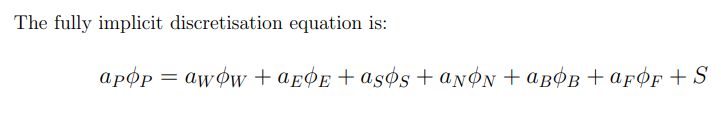 The fully implicit discretisation equation is:
a_Pϕ_P = a_Wϕ_W + a_Eϕ_E + a_Sϕ_S + a_Nϕ_N + a_Bϕ_B + a_Fϕ_F + S